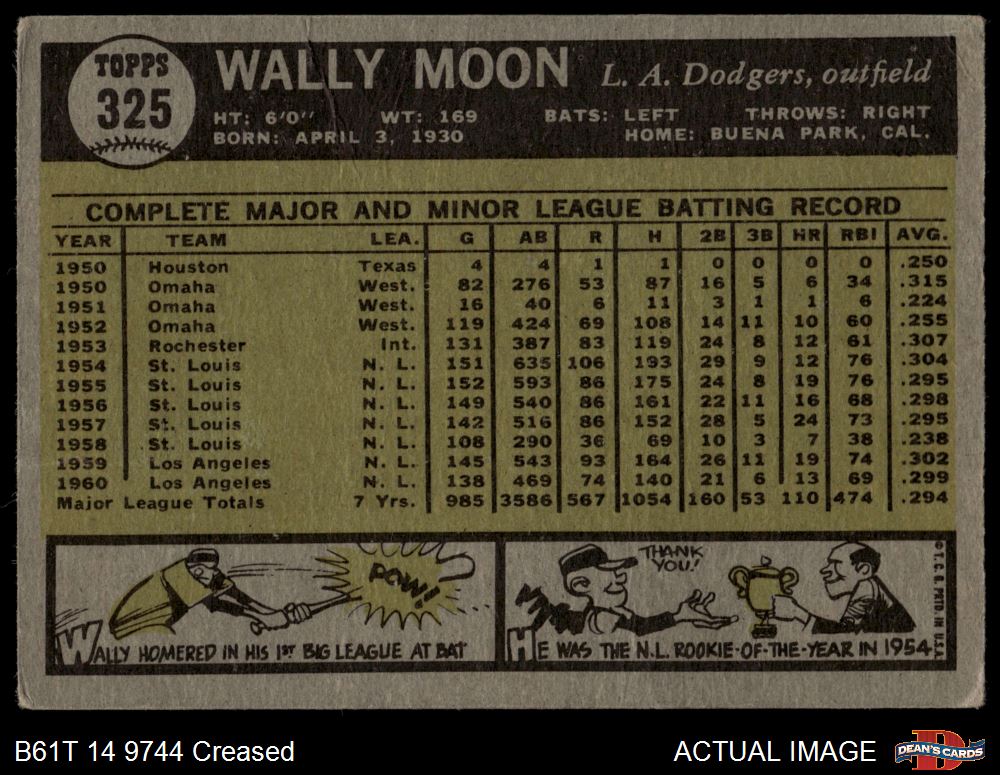 TOPPS
325
WALLY MOON L. A. Dodgers, outfield
HT: 6'0" WT: 169 BATS: LEFT THROWS: RIGHT
BORN: APRIL 3, 1930 HOME: BUENA PARK, CAL.
COMPLETE MAJOR AND MINOR LEAGUE BATTING RECORD
YEAR TEAM LEA. G AB R H 2B 3B HR RBI AVG.
1950 Houston Texas 4 4 1 1 0 0 0 0 .250
1950 Omaha West. 82 276 53 87 16 5 6 34 .315
1951 Omaha West. 16 40 6 11 3 1 1 6 .224
1952 Omaha West. 119 424 69 108 14 11 10 60 .255
1953 Rochester Int. 131 387 83 119 24 8 12 61 .307
1954 St. Louis N. L. 151 635 106 193 29 9 12 76 .304
1955 St. Louis N. L. 152 593 86 175 24 8 19 76 .295
1956 St. Louis N. L. 149 540 86 161 22 11 16 68 .298
1957 St. Louis N. L. 142 516 86 152 28 5 24 73 .295
1958 St. Louis N. L. 108 290 36 69 10 3 7 38 .238
1959 Los Angeles N. L. 145 543 93 164 26 11 19 74 .302
1960 Los Angeles N. L. 138 469 74 140 21 6 13 69 .299
Major League Totals 7 Yrs. 985 3586 567 1054 160 53 110 474 .294
POW!
WALLY HOMERED IN HIS 1ST BIG LEAGUE AT BAT
THANK
YOU!
HE WAS THE N.L. ROOKIE-OF-THE-YEAR IN 1954
© T.C.G. PRTD. IN U.S.A.
B61T 14 9744 Creased ACTUAL IMAGE
DEAN'S CARDS